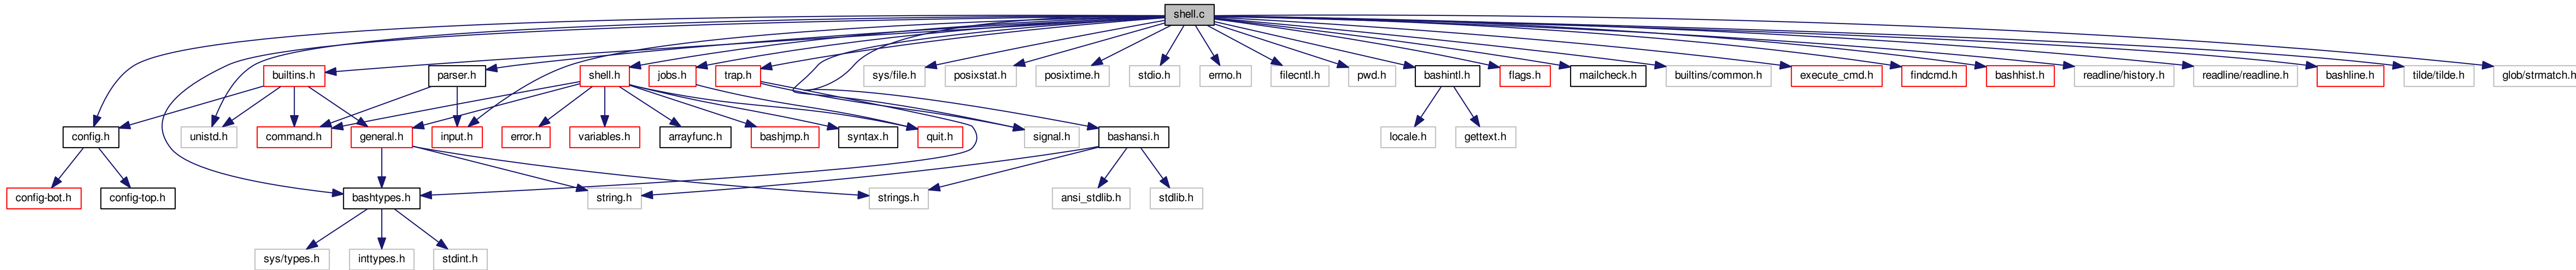 shell.c
builtins.h
parser.h
shell.h
jobs.h
trap.h
sys/file.h
posixstat.h
posixtime.h
stdio.h
errno.h
filecntl.h
pwd.h
bashintl.h
flags.h
mailcheck.h
builtins/common.h
execute_cmd.h
findcmd.h
bashhist.h
readline/history.h
readline/readline.h
bashline.h
tilde/tilde.h
glob/strmatch.h
config.h
unistd.h
command.h
general.h
input.h
error.h
variables.h
arrayfunc.h
bashjmp.h
syntax.h
quit.h
signal.h
bashansi.h
locale.h
gettext.h
config-bot.h
config-top.h
bashtypes.h
string.h
strings.h
ansi_stdlib.h
stdlib.h
sys/types.h
inttypes.h
stdint.h